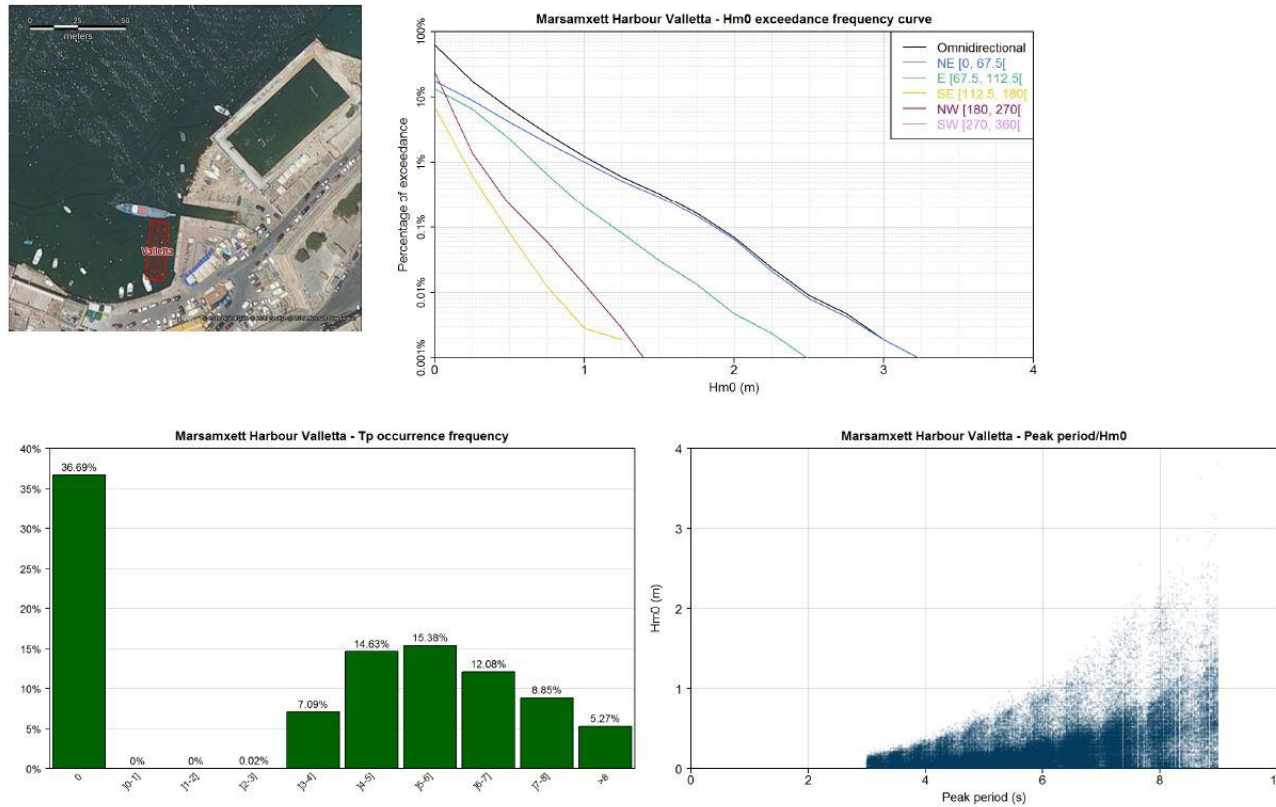 0 25 50
meters
Valletta
Marsamxett Harbour Valletta - Hm0 exceedance frequency curve
100%
10%
1%
0.1%
0.01%
0.001%
Percentage of exceedance
Omnidirectional
NE [0, 67.5[
E [67.5, 112.5[
SE [112.5, 180[
NW [180, 270[
SW [270, 360[
0 1 2 3 4
Hm0 (m)
Marsamxett Harbour Valletta - Tp occurrence frequency
40%
35%
30%
25%
20%
15%
10%
5%
0%
36.69% 0% 0% 0.02% 7.09% 14.63% 15.38% 12.08% 8.85% 5.27%
0 ]0-1] ]1-2] ]2-3] ]3-4] ]4-5] ]5-6] ]6-7] ]7-8] >8
Marsamxett Harbour Valletta - Peak period/Hm0
4
3
2
1
0
Hm0 (m)
0 2 4 6 8 10
Peak period (s)